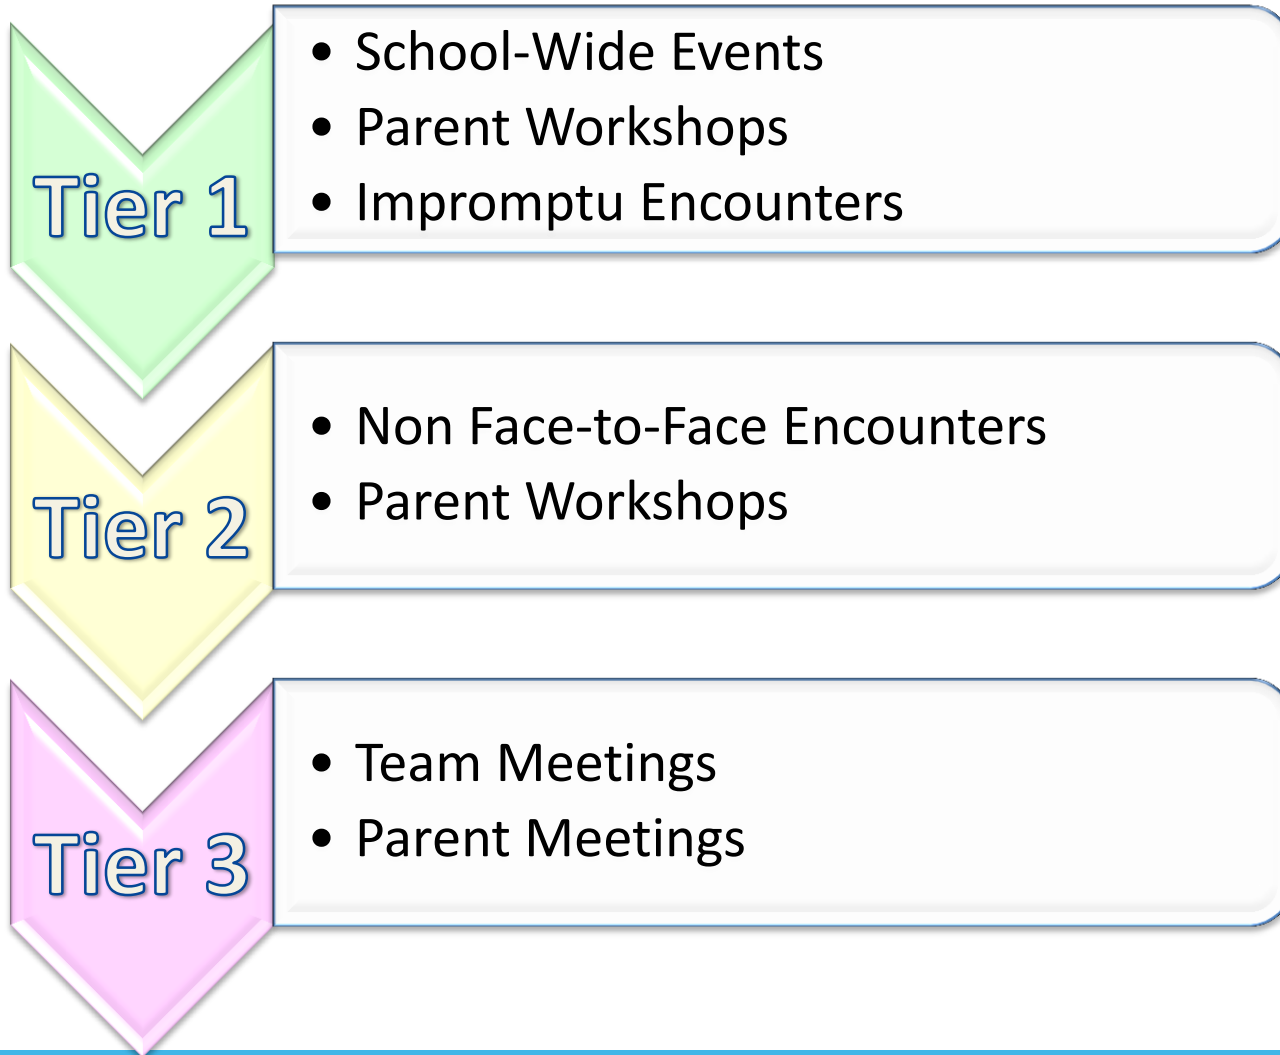 Tier 1
• School-Wide Events
• Parent Workshops
• Impromptu Encounters
Tier 2
• Non Face-to-Face Encounters
• Parent Workshops
Tier 3
• Team Meetings
• Parent Meetings